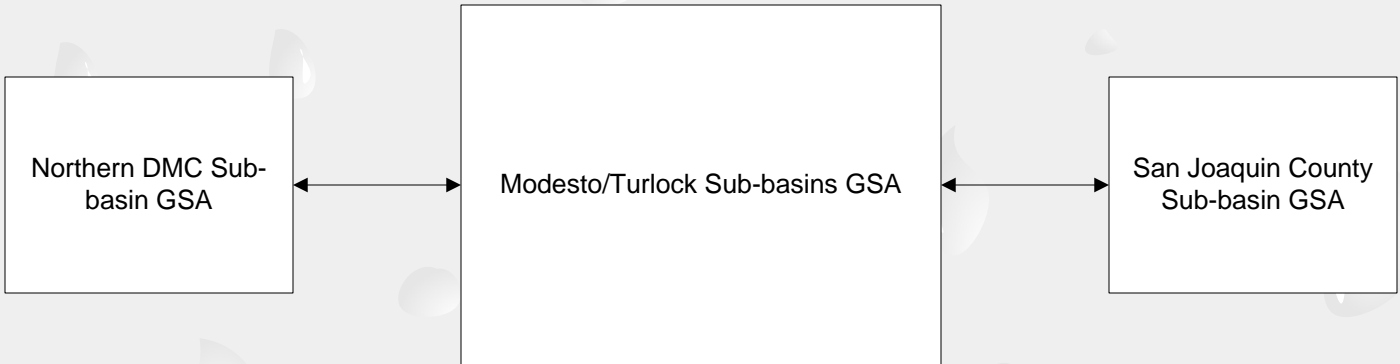 Northern DMC Sub-
basin GSA
Modesto/Turlock Sub-basins GSA
San Joaquin County
Sub-basin GSA